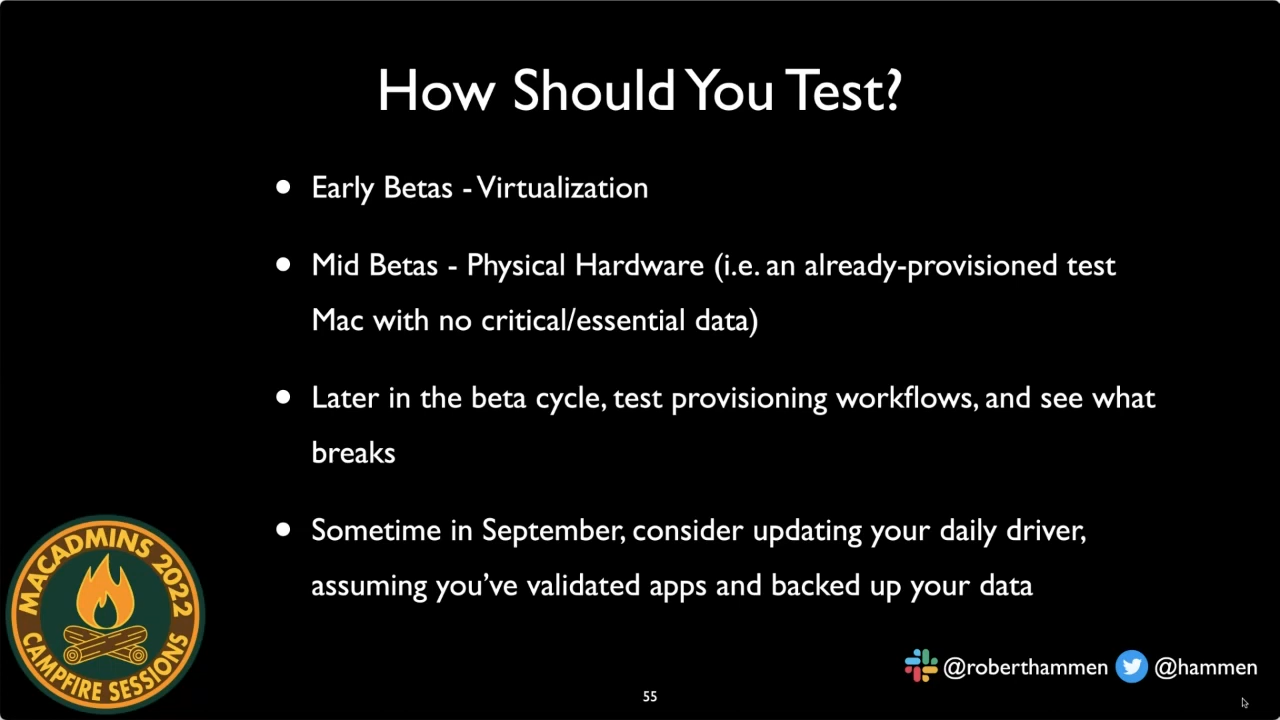 How Should You Test?
• Early Betas - Virtualization
• Mid Betas - Physical Hardware (i.e. an already-provisioned test
Mac with no critical/essential data)
• Later in the beta cycle, test provisioning workflows, and see what
breaks
• Sometime in September, consider updating your daily driver,
assuming you've validated apps and backed up your data
MACADMINS 2022
CAMPFIRE SESSIONS
@roberthammen @hammen
55